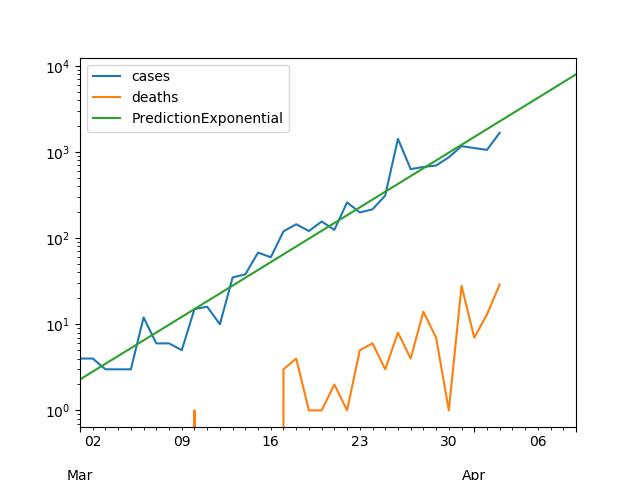 10⁴
10³
10²
10¹
10⁰
cases
deaths
PredictionExponential
02 09 16 23 30 06
Mar Apr